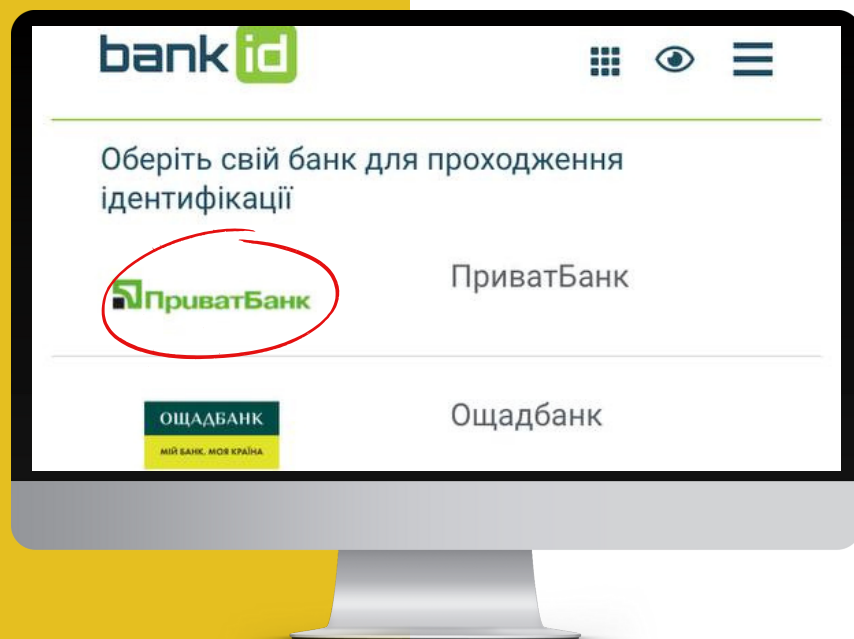 bank id
Оберіть свій банк для проходження
ідентифікації
ПриватБанк
ПриватБанк
ОЩАДБАНК
МІЙ БАНК. МОЯ КРАЇНА
Ощадбанк